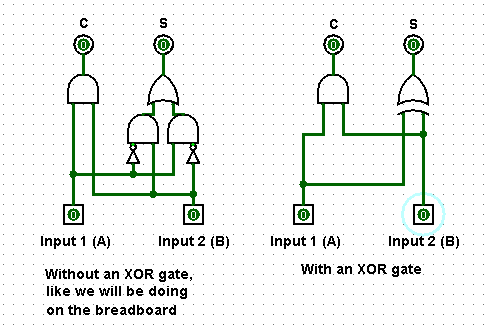 C S C S
0 0 0 0
0 0 0 0
Input 1 (A) Input 2 (B) Input 1 (A) Input 2 (B)
Without an XOR gate,
like we will be doing
on the breadboard
With an XOR gate